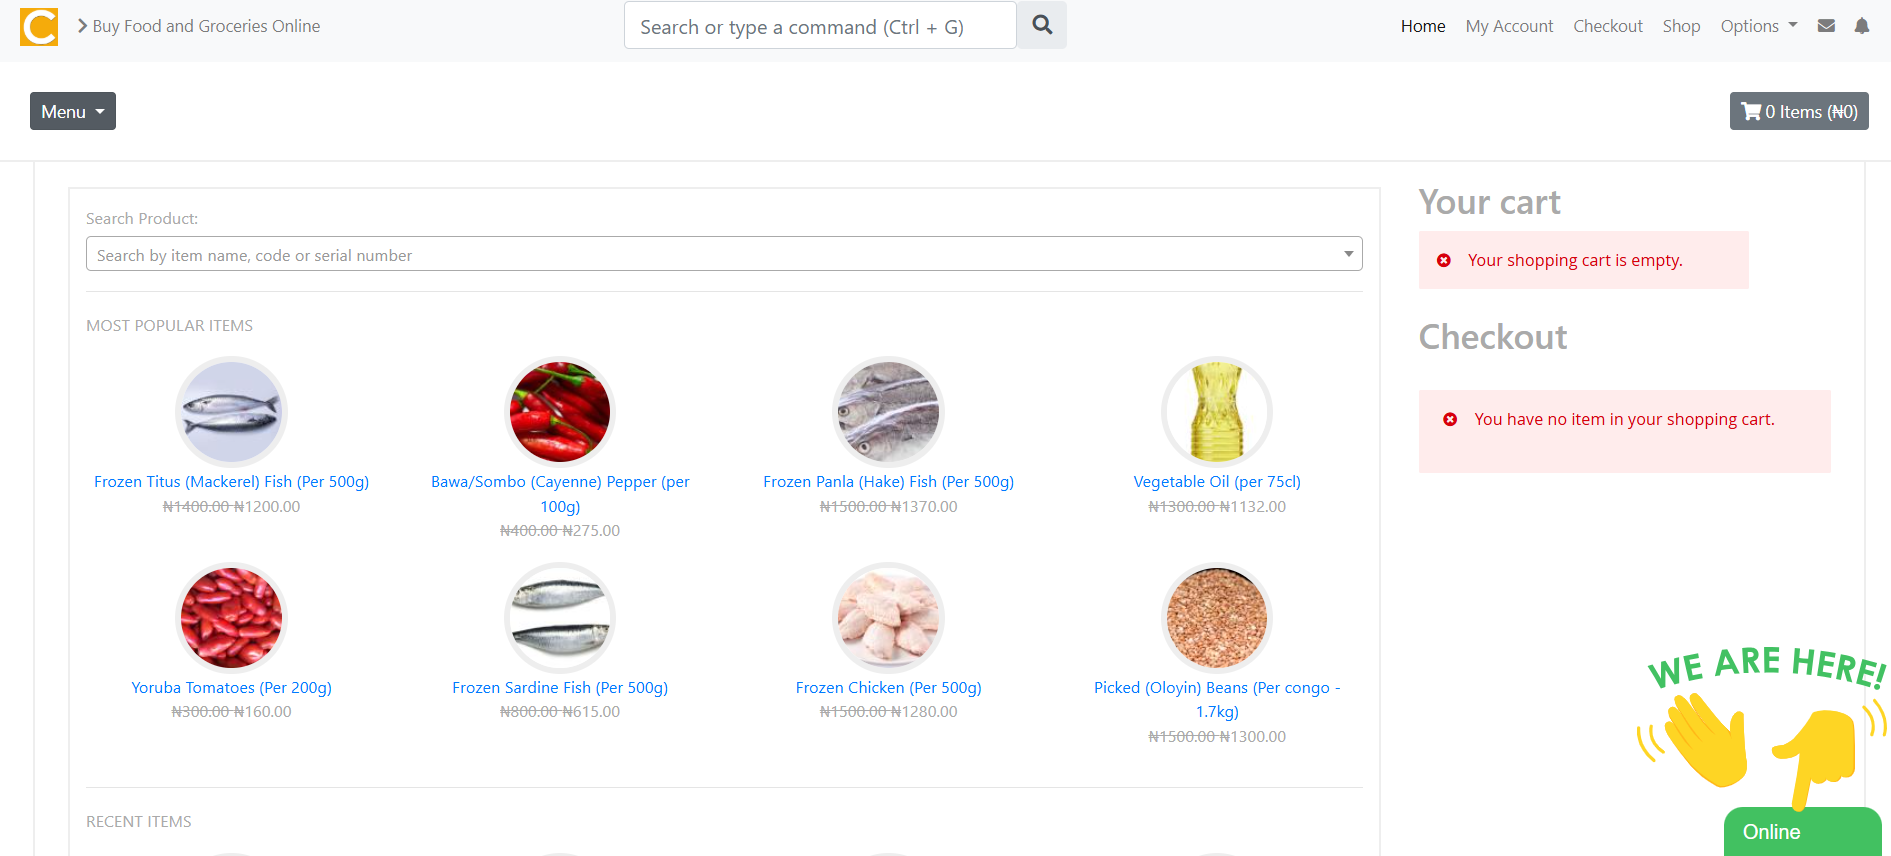 C
Buy Food and Groceries Online
Search or type a command (Ctrl + G)
Home My Account Checkout Shop Options
Menu
0 Items (₦0)
Search Product:
Search by item name, code or serial number
MOST POPULAR ITEMS
Frozen Titus (Mackerel) Fish (Per 500g)
₦1400.00 ₦1200.00
Bawa/Sombo (Cayenne) Pepper (per
100g)
₦400.00 ₦275.00
Frozen Panla (Hake) Fish (Per 500g)
₦1500.00 ₦1370.00
Vegetable Oil (per 75cl)
₦1300.00 ₦1132.00
Yoruba Tomatoes (Per 200g)
₦300.00 ₦160.00
Frozen Sardine Fish (Per 500g)
₦800.00 ₦615.00
Frozen Chicken (Per 500g)
₦1500.00 ₦1280.00
Picked (Oloyin) Beans (Per congo -
1.7kg)
₦1500.00 ₦1300.00
RECENT ITEMS
Your cart
Your shopping cart is empty.
Checkout
You have no item in your shopping cart.
WE ARE HERE!
Online